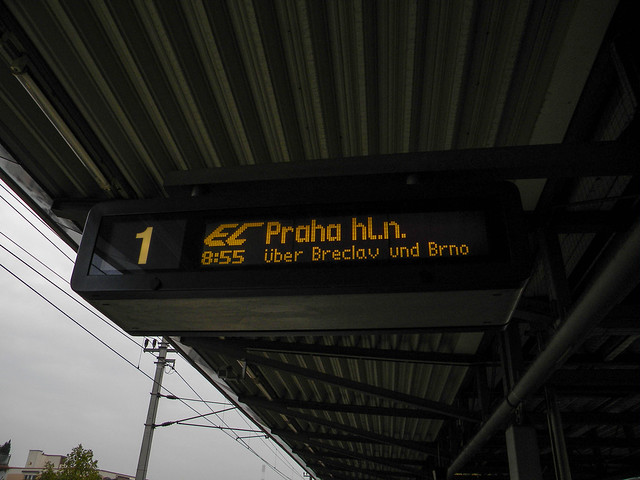 1
EC Praha hl.n.
8:55 über Breclav und Brno